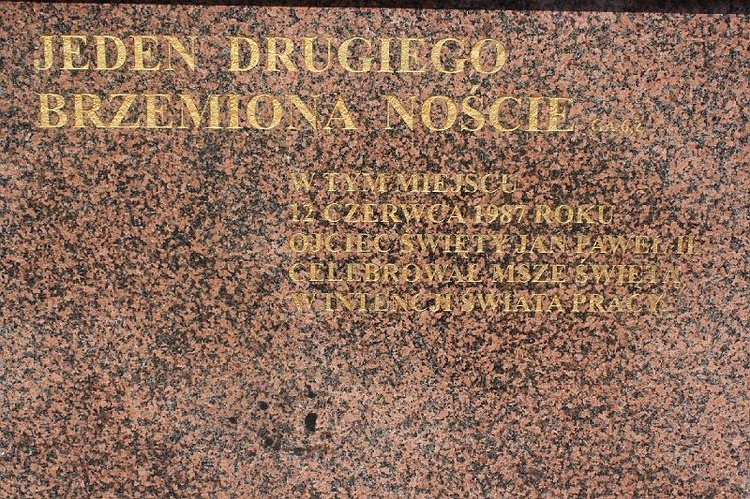 JEDEN DRUGIEGO
BRZEMIONA NOŚCIE Ga 6,2
W TYM MIEJSCU
12 CZERWCA 1987 ROKU
OJCIEC ŚWIĘTY JAN PAWEŁ II
CELEBROWAŁ MSZĘ ŚWIĘTĄ
W INTENCJI ŚWIATA PRACY.